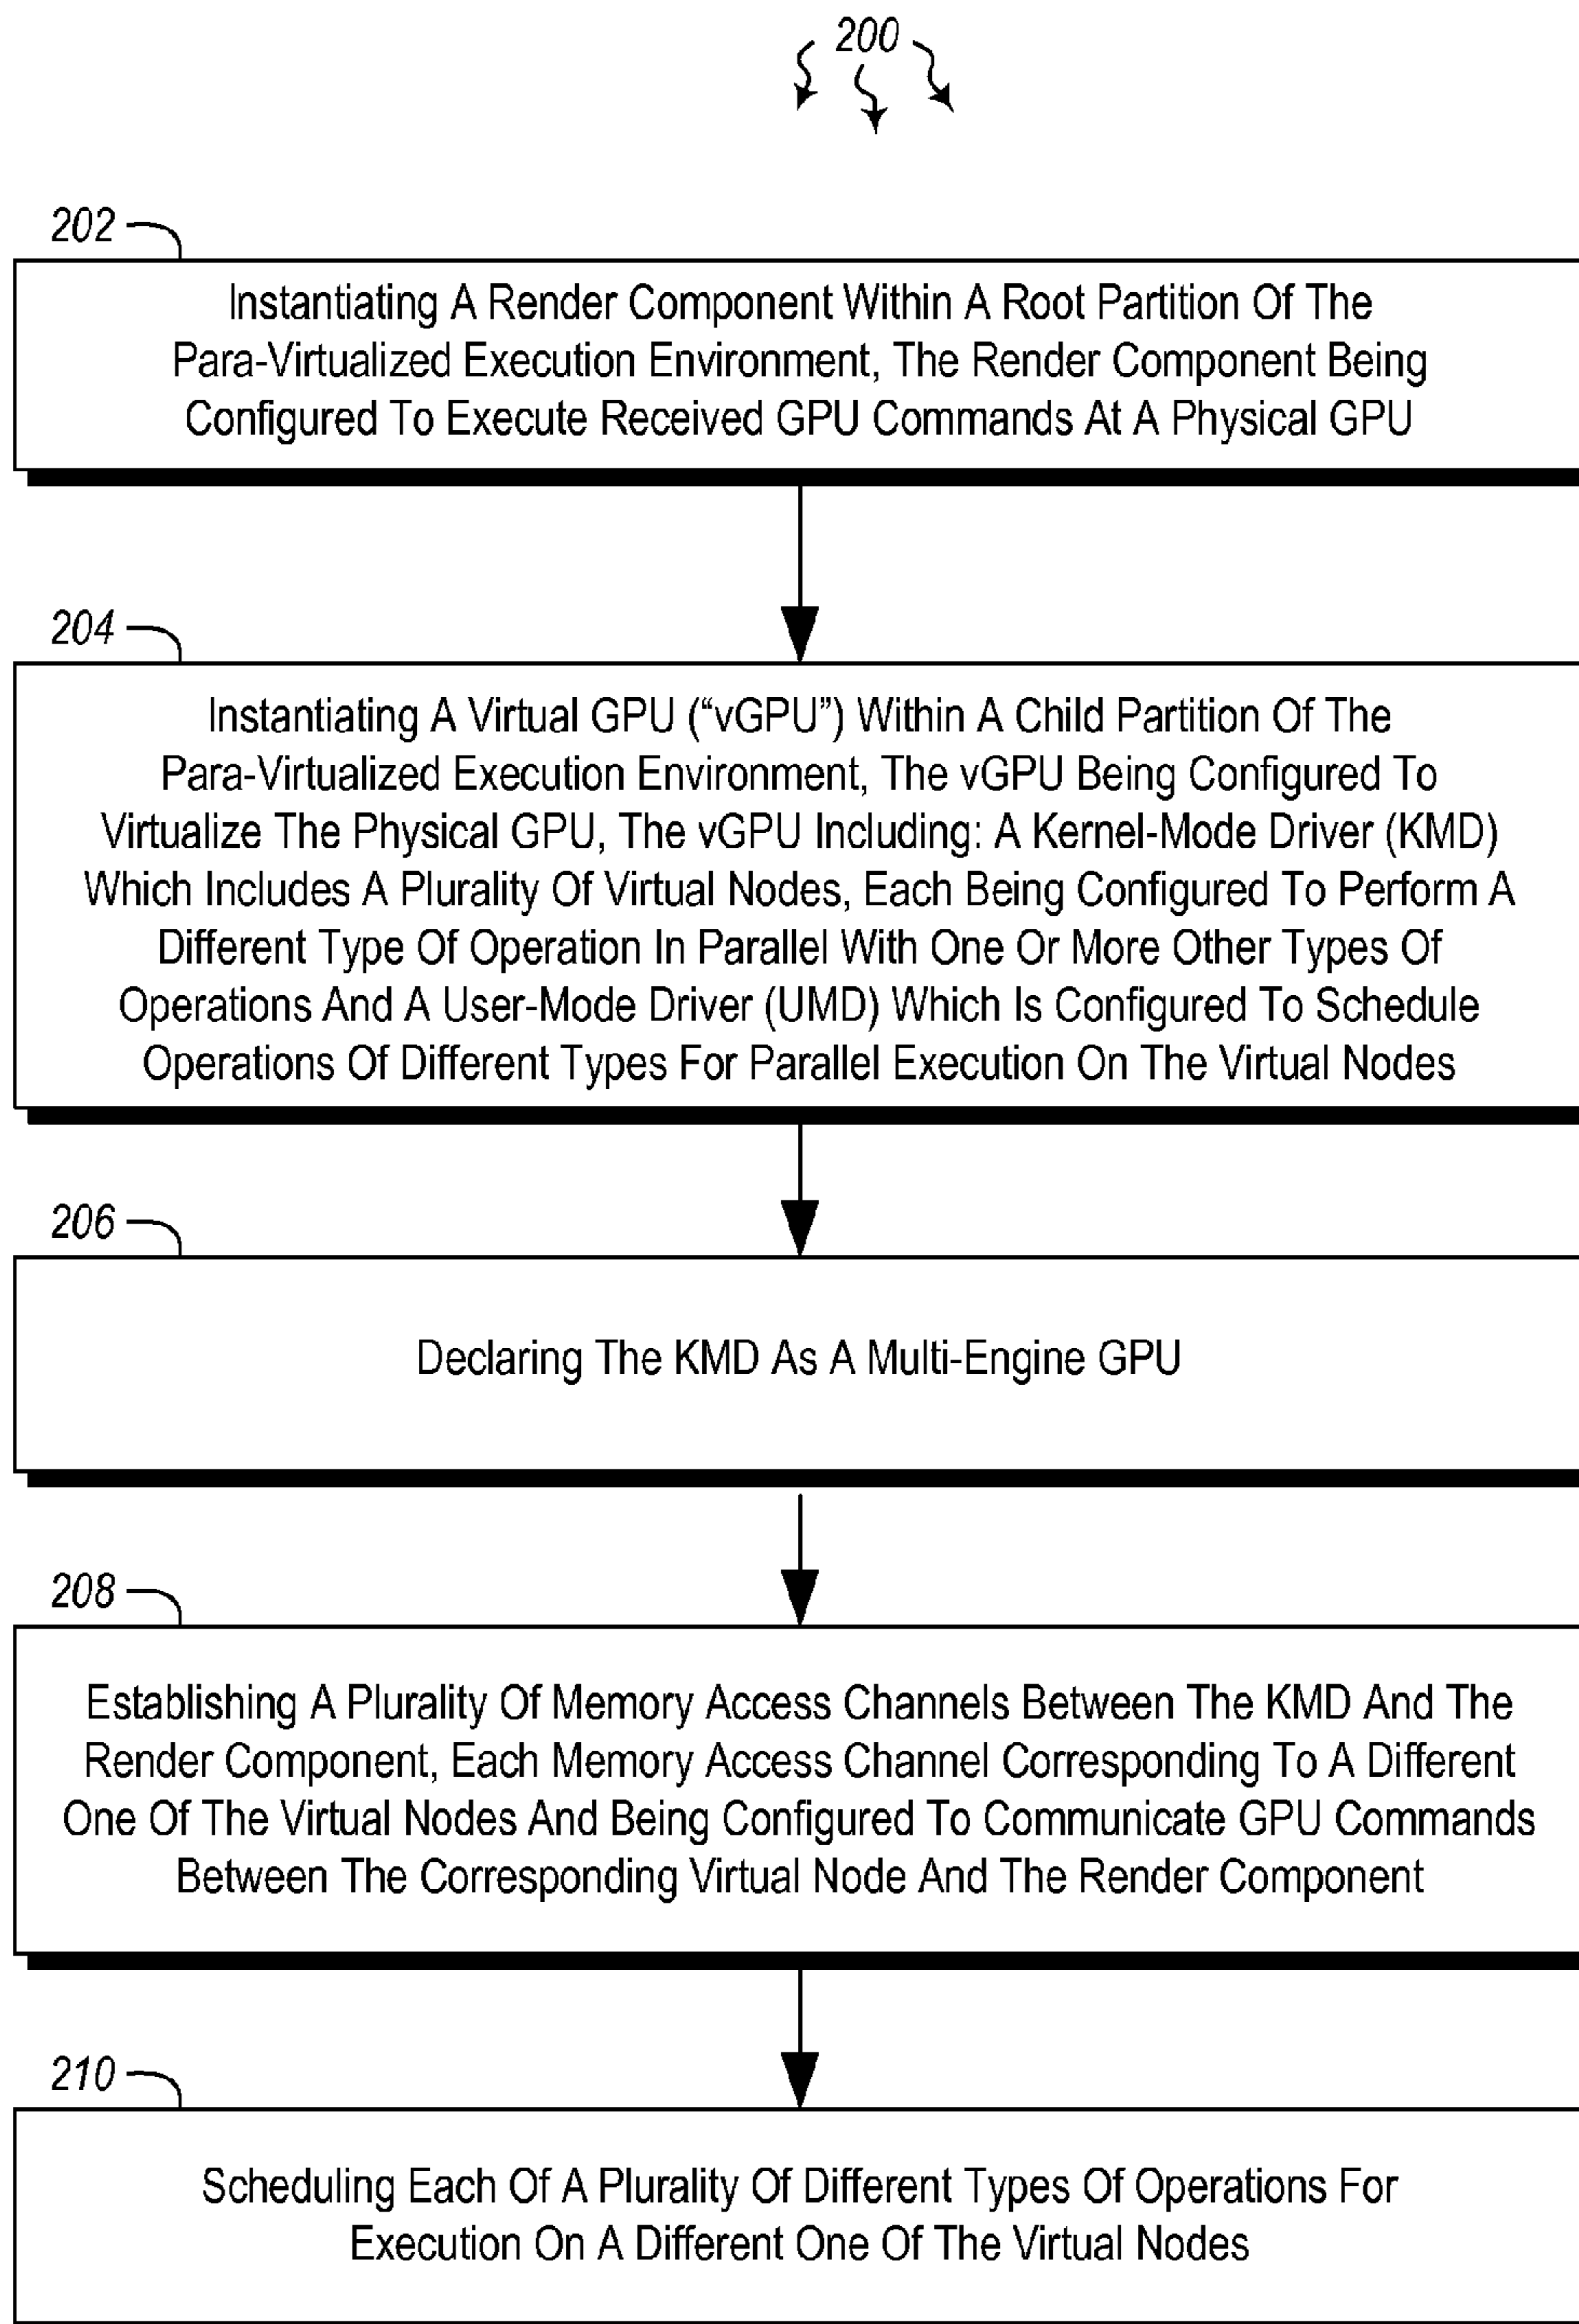 200
202
Instantiating A Render Component Within A Root Partition Of The
Para-Virtualized Execution Environment, The Render Component Being
Configured To Execute Received GPU Commands At A Physical GPU
204
Instantiating A Virtual GPU (“vGPU”) Within A Child Partition Of The
Para-Virtualized Execution Environment, The vGPU Being Configured To
Virtualize The Physical GPU, The vGPU Including: A Kernel-Mode Driver (KMD)
Which Includes A Plurality Of Virtual Nodes, Each Being Configured To Perform A
Different Type Of Operation In Parallel With One Or More Other Types Of
Operations And A User-Mode Driver (UMD) Which Is Configured To Schedule
Operations Of Different Types For Parallel Execution On The Virtual Nodes
206
Declaring The KMD As A Multi-Engine GPU
208
Establishing A Plurality Of Memory Access Channels Between The KMD And The
Render Component, Each Memory Access Channel Corresponding To A Different
One Of The Virtual Nodes And Being Configured To Communicate GPU Commands
Between The Corresponding Virtual Node And The Render Component
210
Scheduling Each Of A Plurality Of Different Types Of Operations For
Execution On A Different One Of The Virtual Nodes